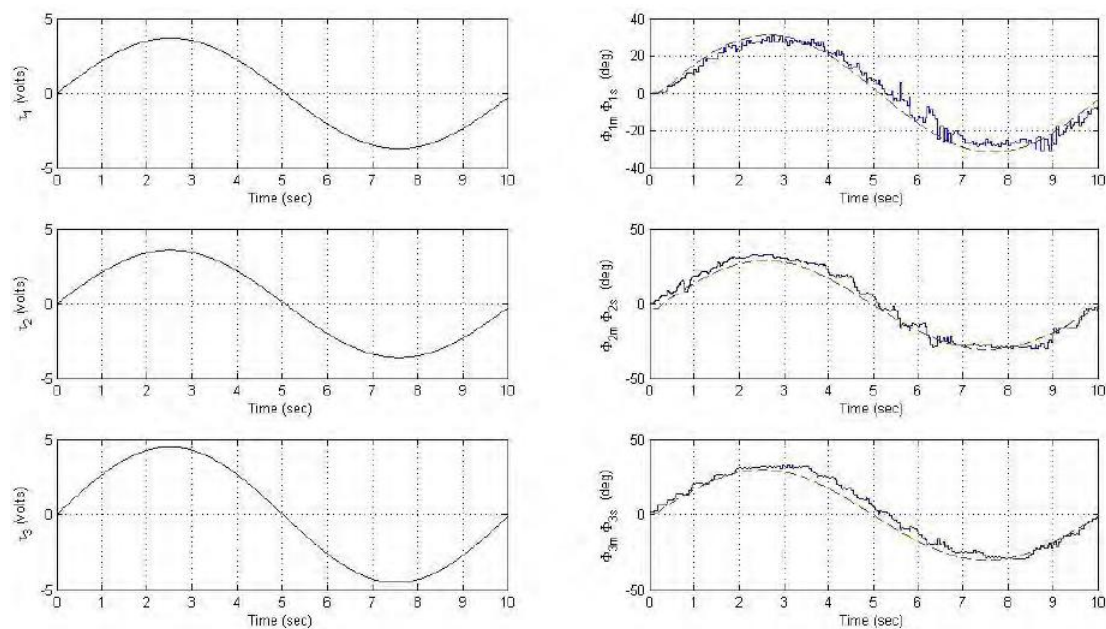 5
0
-5
τ1 (volts)
0 1 2 3 4 5 6 7 8 9 10
Time (sec)
40
20
0
-20
-40
Φ1m Φ1s (deg)
0 1 2 3 4 5 6 7 8 9 10
Time (sec)
5
0
-5
τ2 (volts)
0 1 2 3 4 5 6 7 8 9 10
Time (sec)
50
0
-50
Φ2m Φ2s (deg)
0 1 2 3 4 5 6 7 8 9 10
Time (sec)
5
0
-5
τ3 (volts)
0 1 2 3 4 5 6 7 8 9 10
Time (sec)
50
0
-50
Φ3m Φ3s (deg)
0 1 2 3 4 5 6 7 8 9 10
Time (sec)